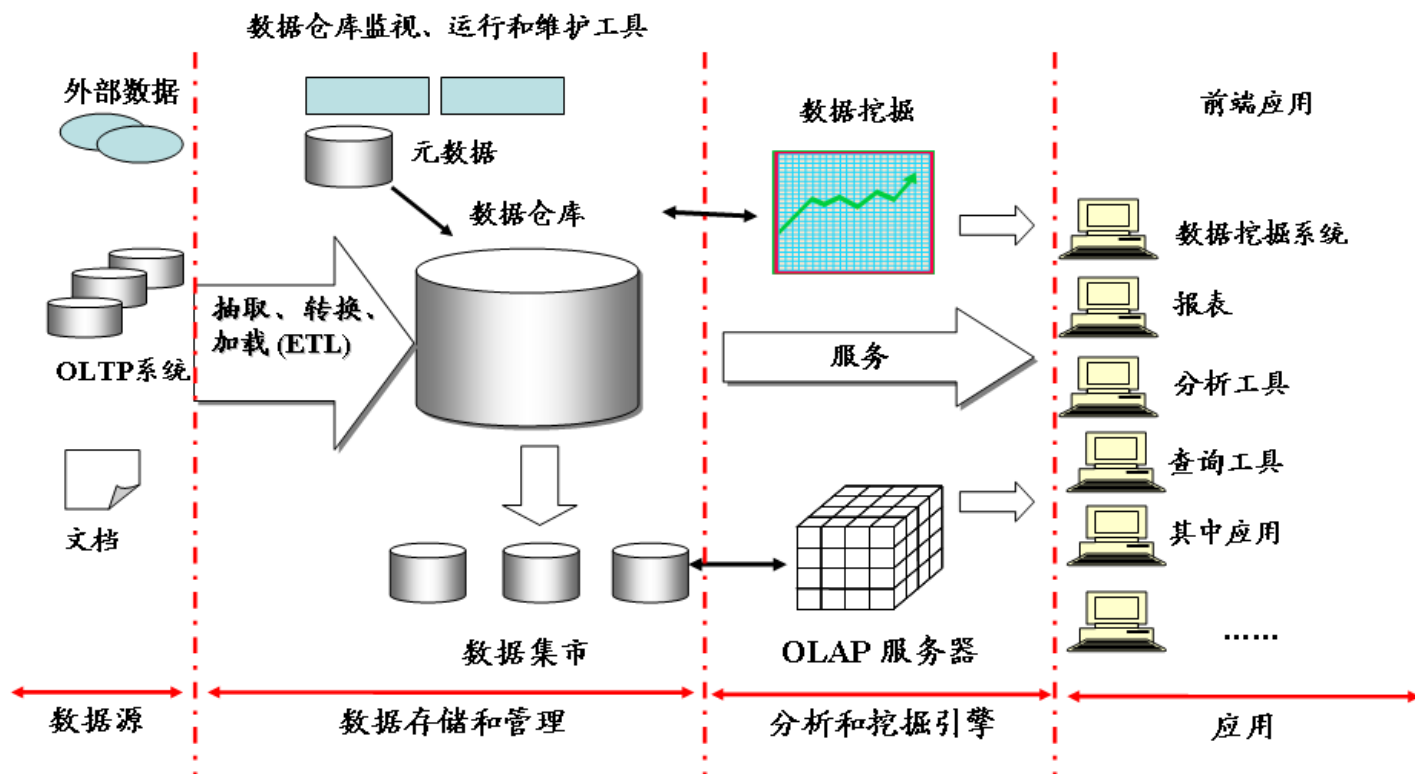 数据仓库监视、运行和维护工具
外部数据
OLTP系统
文档
元数据
数据仓库
抽取、转换、
加载 (ETL)
数据集市
数据挖掘
服务
OLAP 服务器
前端应用
数据挖掘系统
报表
分析工具
查询工具
其中应用
……
数据源
数据存储和管理
分析和挖掘引擎
应用